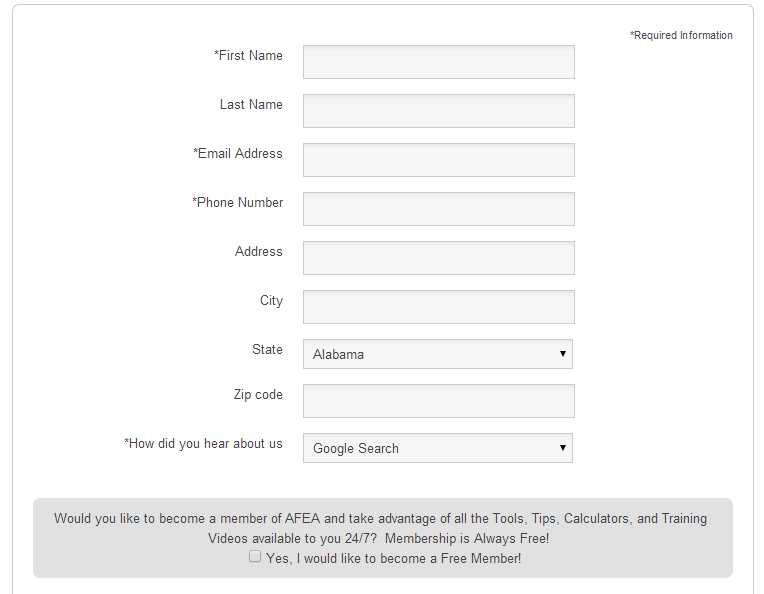 *Required Information
*First Name
Last Name
*Email Address
*Phone Number
Address
City
State
Alabama
Zip code
*How did you hear about us
Google Search
Would you like to become a member of AFEA and take advantage of all the Tools, Tips, Calculators, and Training
Videos available to you 24/7? Membership is Always Free!
Yes, I would like to become a Free Member!